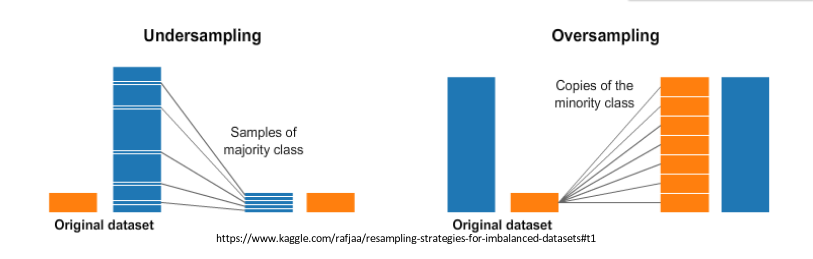 Undersampling
Samples of
majority class
Original dataset
Oversampling
Copies of the
minority class
Original dataset
https://www.kaggle.com/rafjaa/resampling-strategies-for-imbalanced-datasets#t1